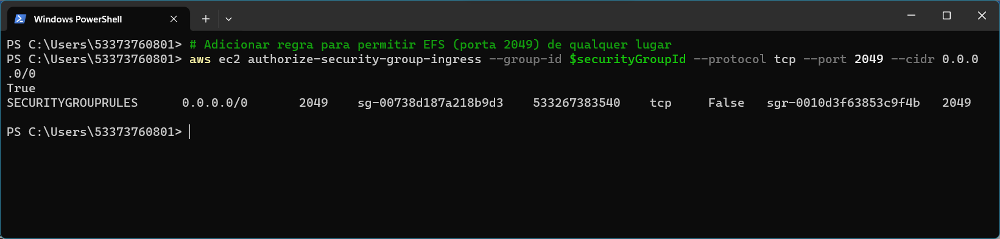 Windows PowerShell
PS C:\Users\53373760801> # Adicionar regra para permitir EFS (porta 2049) de qualquer lugar
PS C:\Users\53373760801> aws ec2 authorize-security-group-ingress --group-id $securityGroupId --protocol tcp --port 2049 --cidr 0.0.0
.0/0
True
SECURITYGROUPRULES 0.0.0.0/0 2049 sg-00738d187a218b9d3 533267383540 tcp False sgr-0010d3f63853c9f4b 2049
PS C:\Users\53373760801>